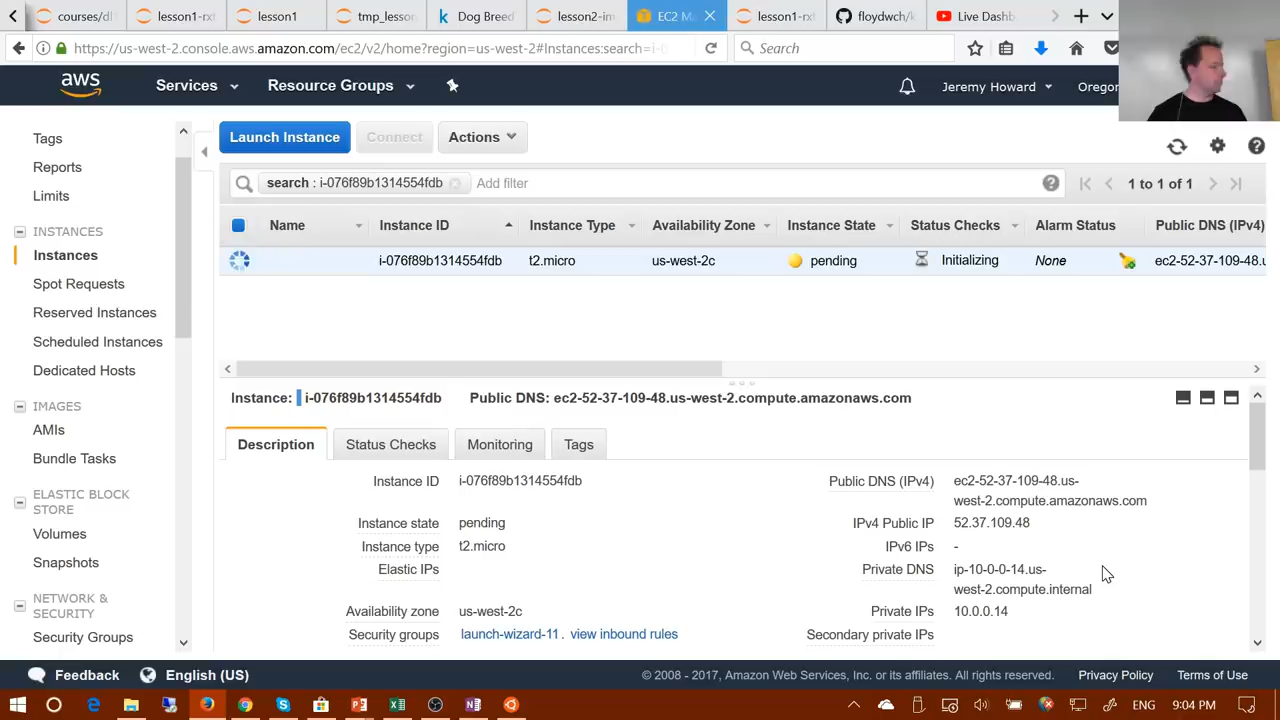 courses/dl
lesson1-rxt
lesson1
tmp_lesson
Dog Breed
lesson2-in
EC2 M
lesson1-rx
floydwch/k
Live Dashb
https://us-west-2.console.aws.amazon.com/ec2/v2/home?region=us-west-2#Instances:search=i-0
Search
aws
Services
Resource Groups
Jeremy Howard
Oregon
Tags
Reports
Limits
INSTANCES
Instances
Spot Requests
Reserved Instances
Scheduled Instances
Dedicated Hosts
IMAGES
AMIs
Bundle Tasks
ELASTIC BLOCK
STORE
Volumes
Snapshots
NETWORK &
SECURITY
Security Groups
Launch Instance
Connect
Actions
search : i-076f89b1314554fdb
Add filter
1 to 1 of 1
Name Instance ID Instance Type Availability Zone Instance State Status Checks Alarm Status Public DNS (IPv4)
i-076f89b1314554fdb t2.micro us-west-2c pending Initializing None ec2-52-37-109-48.u
Instance: i-076f89b1314554fdb Public DNS: ec2-52-37-109-48.us-west-2.compute.amazonaws.com
Description
Status Checks
Monitoring
Tags
Instance ID i-076f89b1314554fdb
Instance state pending
Instance type t2.micro
Elastic IPs
Availability zone us-west-2c
Security groups launch-wizard-11 . view inbound rules
Public DNS (IPv4) ec2-52-37-109-48.us-
west-2.compute.amazonaws.com
IPv4 Public IP 52.37.109.48
IPv6 IPs -
Private DNS ip-10-0-0-14.us-
west-2.compute.internal
Private IPs 10.0.0.14
Secondary private IPs
Feedback
English (US)
© 2008 - 2017, Amazon Web Services, Inc. or its affiliates. All rights reserved.
Privacy Policy
Terms of Use
ENG
9:04 PM